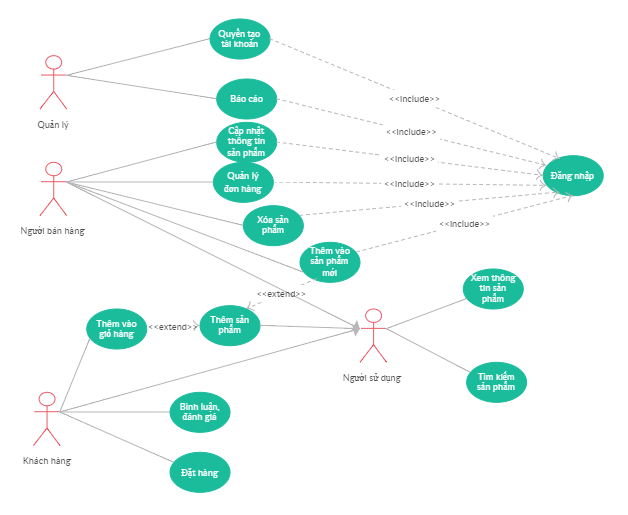 Quyền tạo
tài khoản
Quản lý
Báo cáo
<<Include>>
<<Include>>
Cập nhật
thông tin
sản phẩm
<<Include>>
Quản lý
đơn hàng
<<Include>>
Đăng nhập
Xóa sản
phẩm
<<Include>>
Người bán hàng
<<Include>>
Thêm vào
sản phẩm
mới
Xem thông
tin sản
phẩm
<<extend>>
Thêm vào
giỏ hàng
<<extend>>
Thêm sản
phẩm
Người sử dụng
Tìm kiếm
sản phẩm
Bình luận,
đánh giá
Khách hàng
Đặt hàng